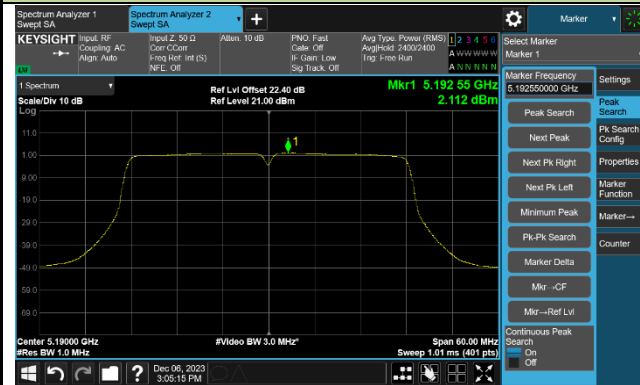 Spectrum Analyzer 1
Swept SA
Spectrum Analyzer 2
Swept SA
+
Marker
KEYSIGHT
Input: RF
Coupling: AC
Align: Auto
Input Z: 50 Ω
Corr CCorr
Freq Ref: Int (S)
NFE: Off
Atten: 10 dB
PNO: Fast
Gate: Off
IF Gain: Low
Sig Track: Off
Avg Type: Power (RMS)
Avg|Hold: 2400/2400
Trig: Free Run
1 2 3 4 5 6
A W W W W W
A N N N N N
LW
Select Marker
Marker 1
1 Spectrum
Scale/Div 10 dB
Log
Ref Lvl Offset 22.40 dB
Ref Level 21.00 dBm
Mkr1 5.192 55 GHz
2.112 dBm
1
11.0
1.00
-9.00
-19.0
-29.0
-39.0
-49.0
-59.0
-69.0
Center 5.19000 GHz
#Res BW 1.0 MHz
#Video BW 3.0 MHz*
Span 60.00 MHz
Sweep 1.01 ms (401 pts)
Marker Frequency
5.192550000 GHz
Peak Search
Next Peak
Next Pk Right
Next Pk Left
Minimum Peak
Pk-Pk Search
Marker Delta
Mkr→CF
Mkr→Ref Lvl
Continuous Peak
Search
On
Off
Settings
Peak
Search
Pk Search
Config
Properties
Marker
Function
Marker→
Counter
?
Dec 06, 2023
3:05:15 PM